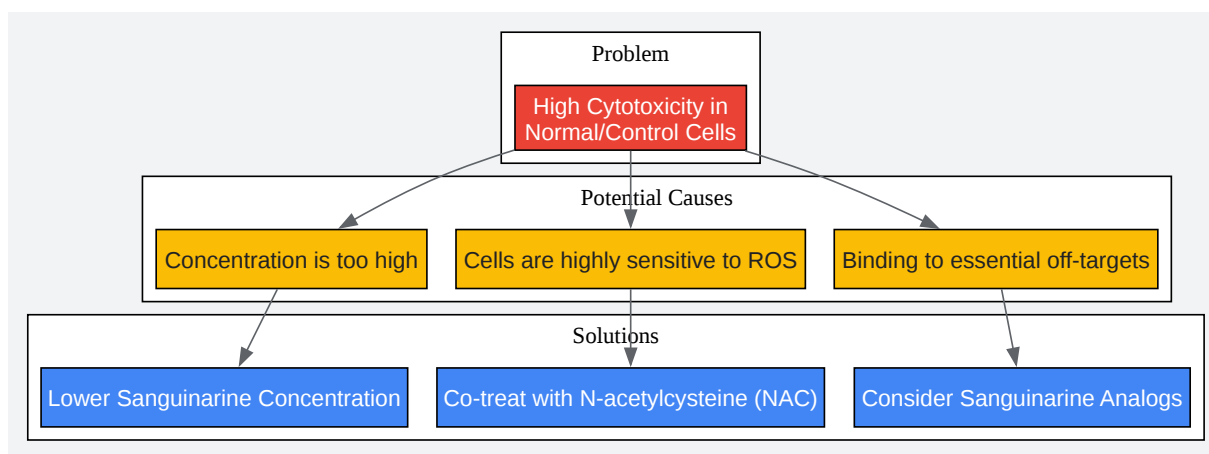 Problem
High Cytotoxicity in
Normal/Control Cells
Potential Causes
Concentration is too high
Cells are highly sensitive to ROS
Binding to essential off-targets
Solutions
Lower Sanguinarine Concentration
Co-treat with N-acetylcysteine (NAC)
Consider Sanguinarine Analogs